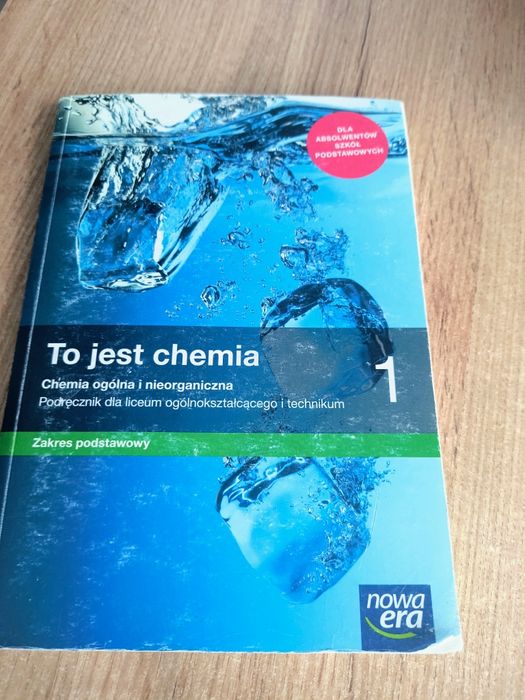 DLA
ABSOLWENTÓW
SZKÓŁ
PODSTAWOWYCH
To jest chemia
1
Chemia ogólna i nieorganiczna
Podręcznik dla liceum ogólnokształcącego i technikum
Zakres podstawowy
nowa
era